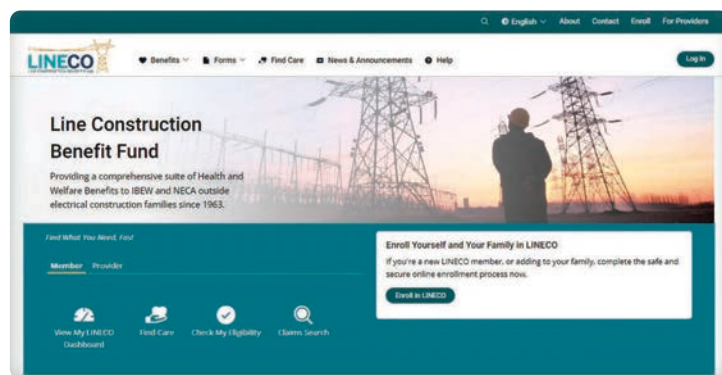 English
About
Contact
Enroll
For Providers
LINECO
Benefits
Forms
Find Care
News & Announcements
Help
Log In
Line Construction
Benefit Fund
Providing a comprehensive suite of Health and
Welfare Benefits to IBEW and NECA outside
electrical construction families since 1963.
Find What You Need, Fast
Member
Provider
View My LINECO
Dashboard
Find Care
Check My Eligibility
Claims Search
Enroll Yourself and Your Family in LINECO
If you're a new LINECO member, or adding to your family, complete the safe and
secure online enrollment process now.
Enroll in LINECO